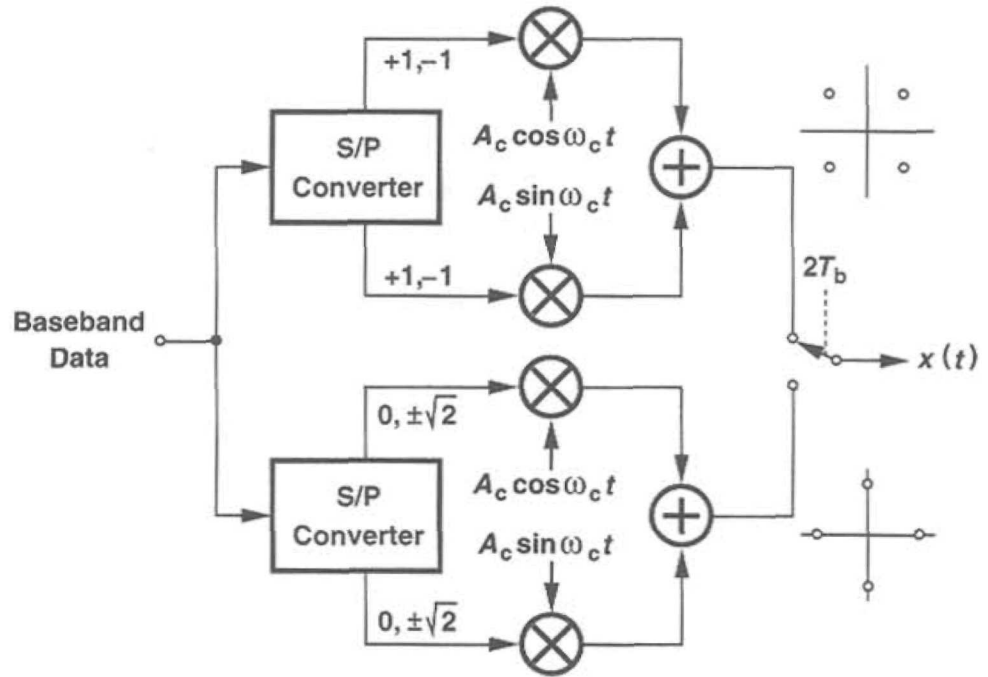 +1,–1
S/P
Converter
A_c cos ω_c t
A_c sin ω_c t
+1,–1
2T_b
Baseband
Data
x(t)
0, ±√2
S/P
Converter
A_c cos ω_c t
A_c sin ω_c t
0, ±√2